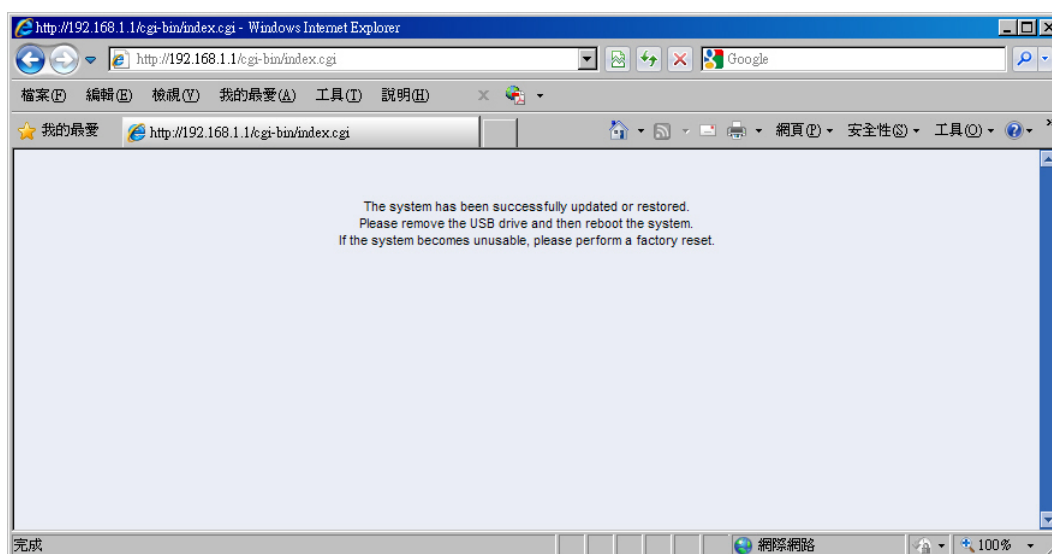 http://192.168.1.1/cgi-bin/index.cgi - Windows Internet Explorer
http://192.168.1.1/cgi-bin/index.cgi
Google
檔案(F) 編輯(E) 檢視(V) 我的最愛(A) 工具(T) 說明(H)
我的最愛
http://192.168.1.1/cgi-bin/index.cgi
網頁(P) 安全性(S) 工具(O)
The system has been successfully updated or restored.
Please remove the USB drive and then reboot the system.
If the system becomes unusable, please perform a factory reset.
完成
網際網路
100%